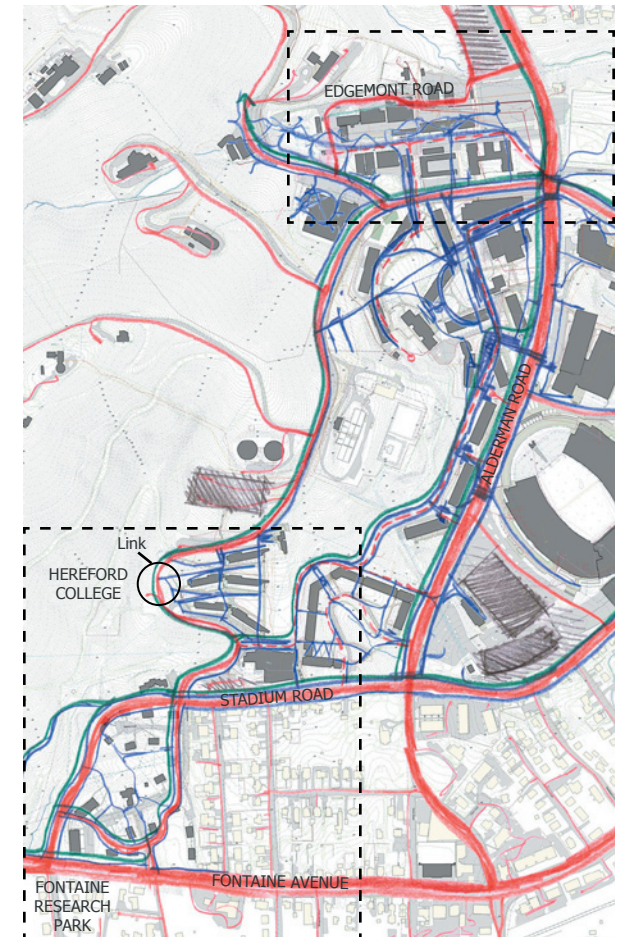 EDGEMONT ROAD
ALDERMAN ROAD
Link
HEREFORD
COLLEGE
STADIUM ROAD
FONTAINE AVENUE
FONTAINE
RESEARCH
PARK